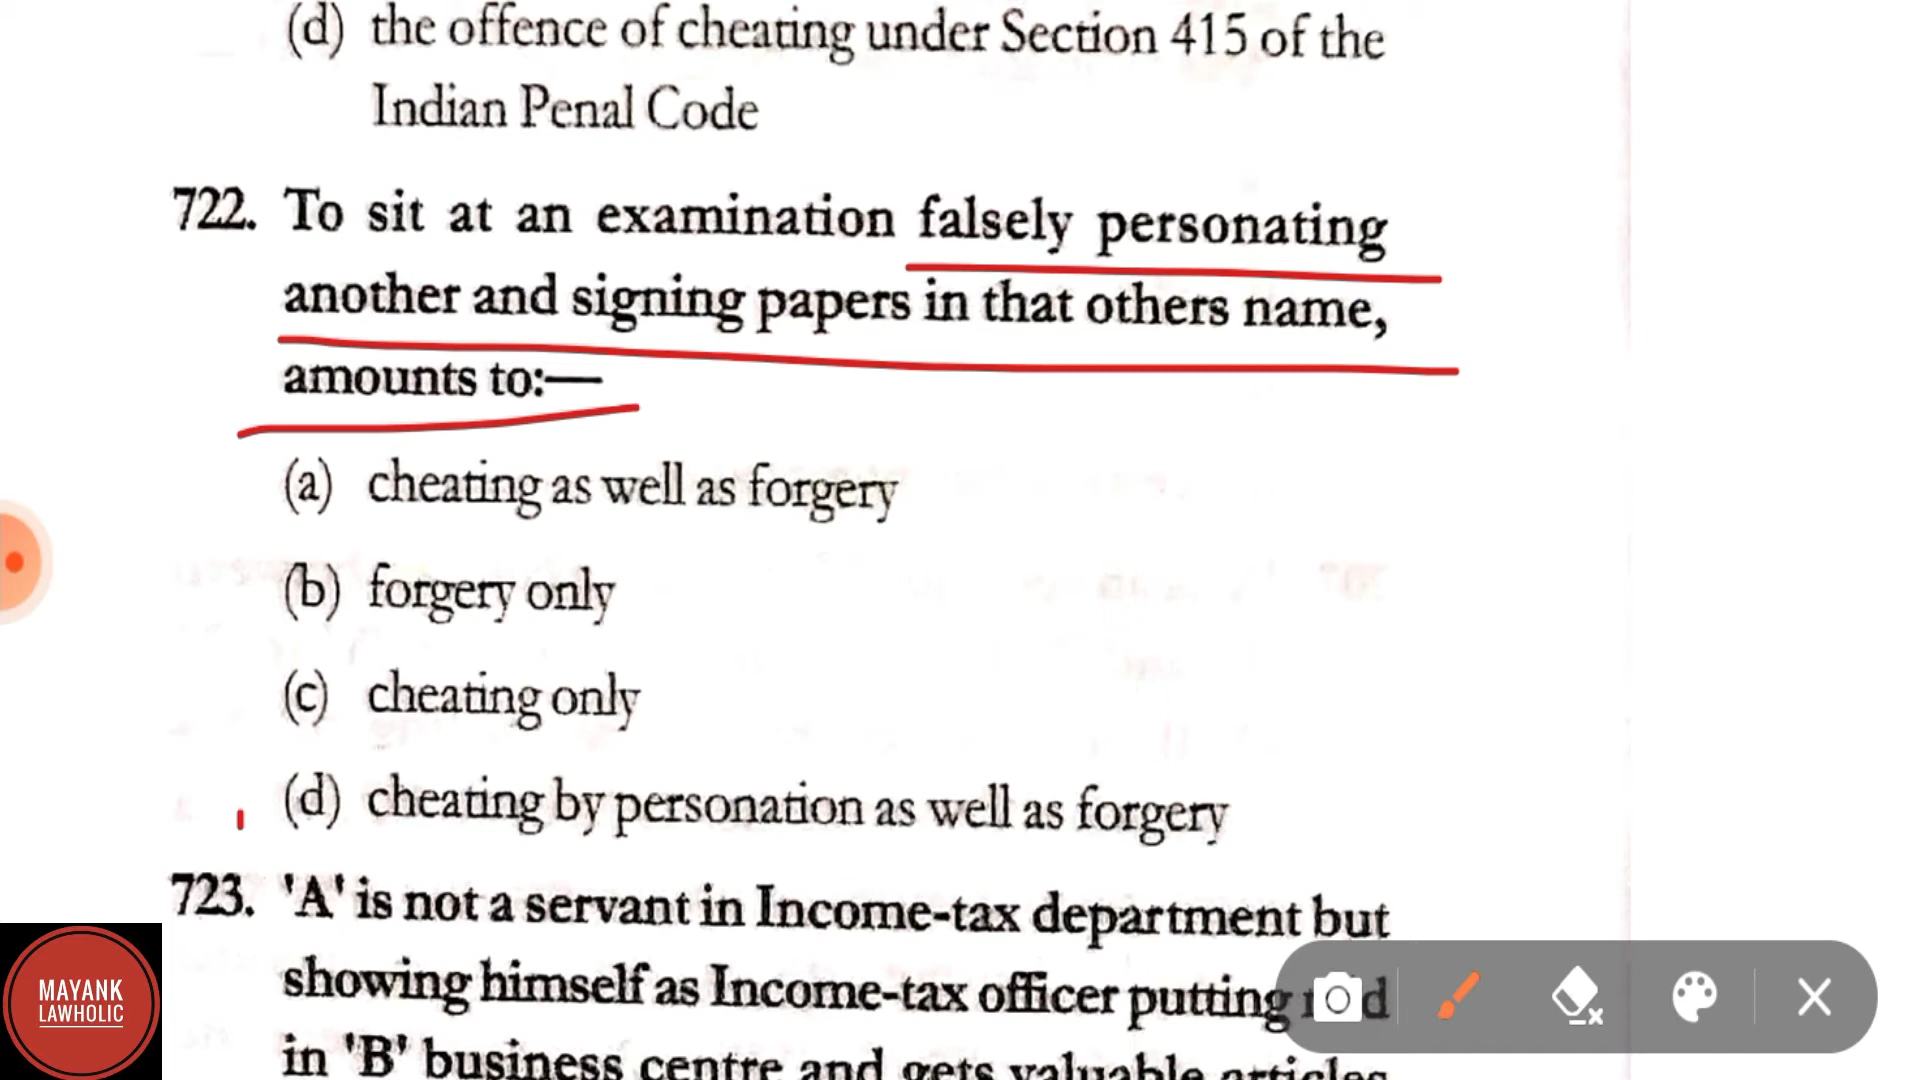 (d) the offence of cheating under Section 415 of the
Indian Penal Code
722. To sit at an examination falsely personating
another and signing papers in that others name,
amounts to:—
(a) cheating as well as forgery
(b) forgery only
(c) cheating only
(d) cheating by personation as well as forgery
723. 'A' is not a servant in Income-tax department but
showing himself as Income-tax officer putting
in 'B' business centre and gets valuable articles
MAYANK
LAWHOLIC